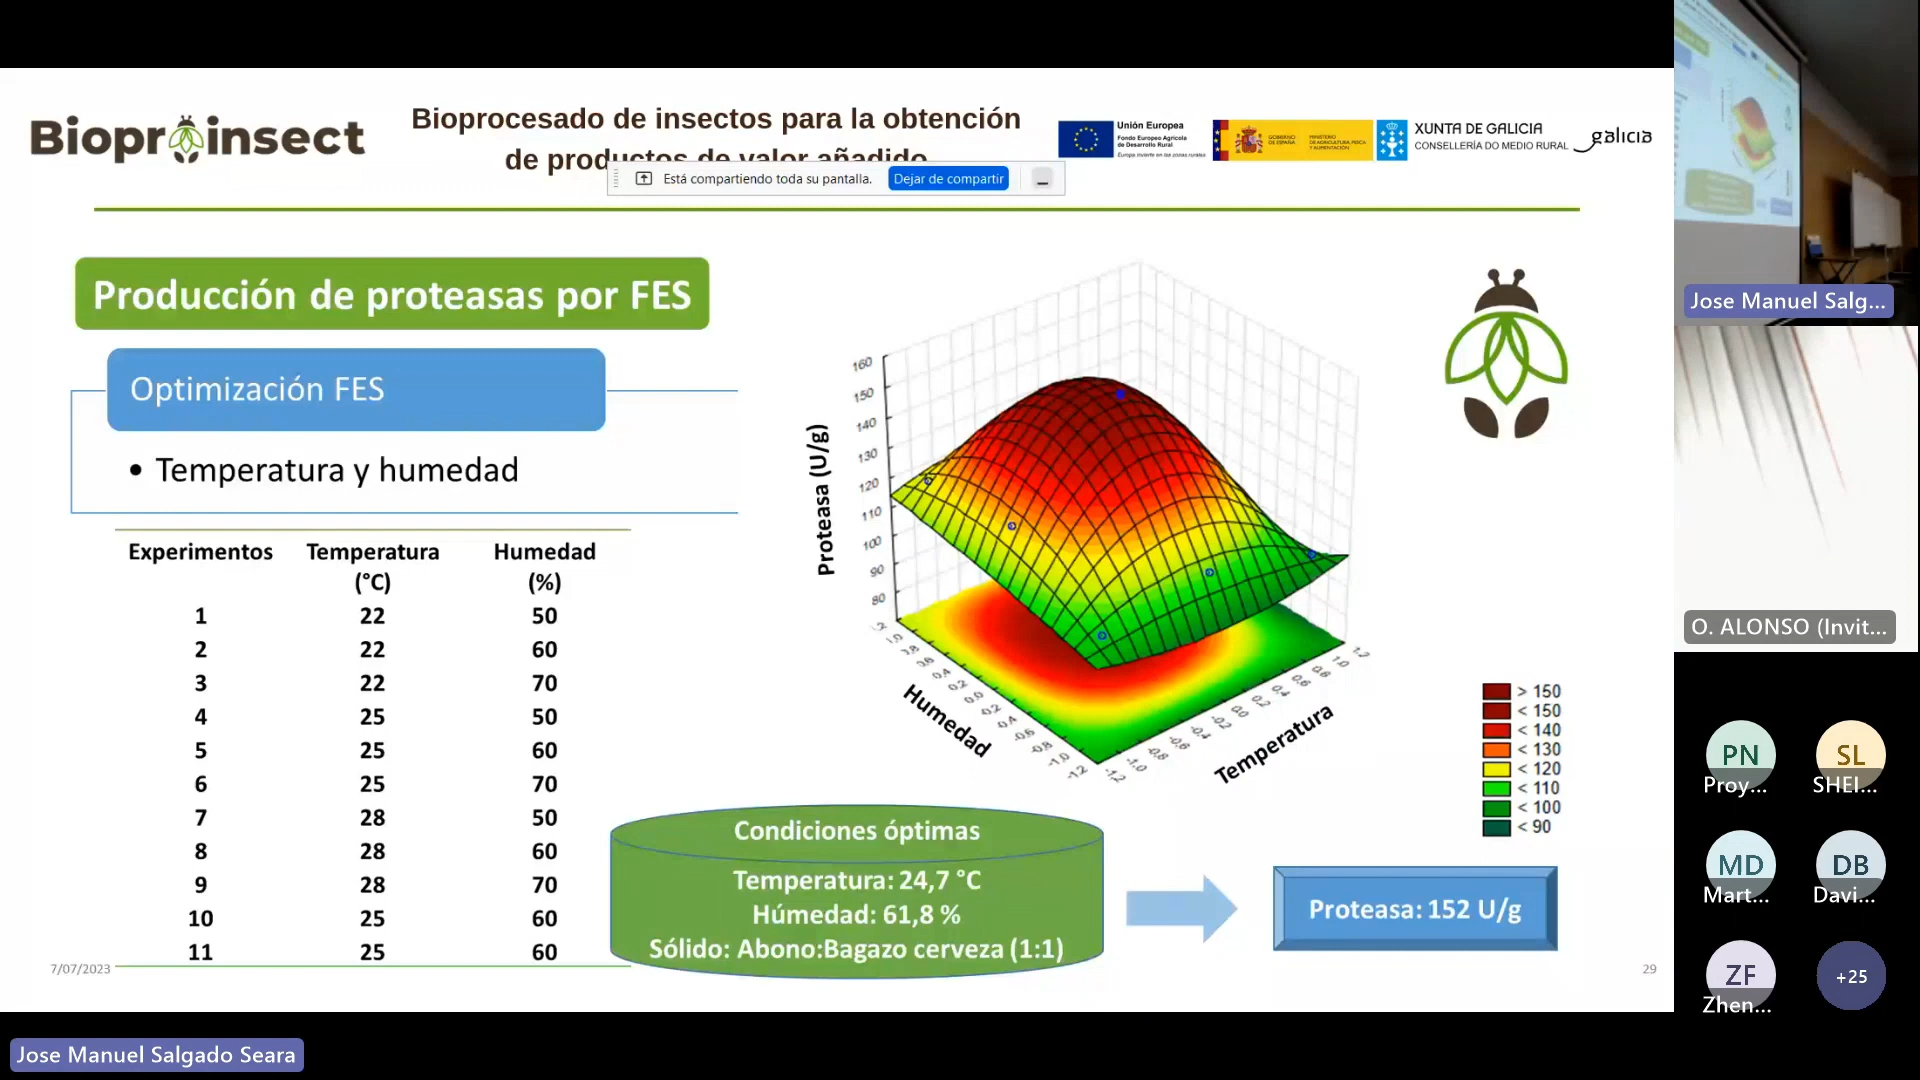 Bioproinsect
Bioprocesado de insectos para la obtención
de productos de valor añadido
Unión Europea
Fondo Europeo Agrícola
de Desarrollo Rural
Europa invierte en las zonas rurales
GOBIERNO
DE ESPAÑA
MINISTERIO
DE AGRICULTURA, PESCA
Y ALIMENTACIÓN
XUNTA DE GALICIA
CONSELLERÍA DO MEDIO RURAL
galicia
Está compartiendo toda su pantalla.
Dejar de compartir
Producción de proteasas por FES
Optimización FES
• Temperatura y humedad
Experimentos Temperatura Humedad
(°C) (%)
1 22 50
2 22 60
3 22 70
4 25 50
5 25 60
6 25 70
7 28 50
8 28 60
9 28 70
10 25 60
11 25 60
7/07/2023
Proteasa (U/g)
160
150
140
130
120
110
100
90
80
Humedad
Temperatura
> 150
< 150
< 140
< 130
< 120
< 110
< 100
< 90
Condiciones óptimas
Temperatura: 24,7 °C
Húmedad: 61,8 %
Sólido: Abono:Bagazo cerveza (1:1)
Proteasa: 152 U/g
29
Jose Manuel Salg...
O. ALONSO (Invit...
PN
Proy...
SL
SHEI...
MD
Mart...
DB
Davi...
ZF
Zhen...
+25
Jose Manuel Salgado Seara